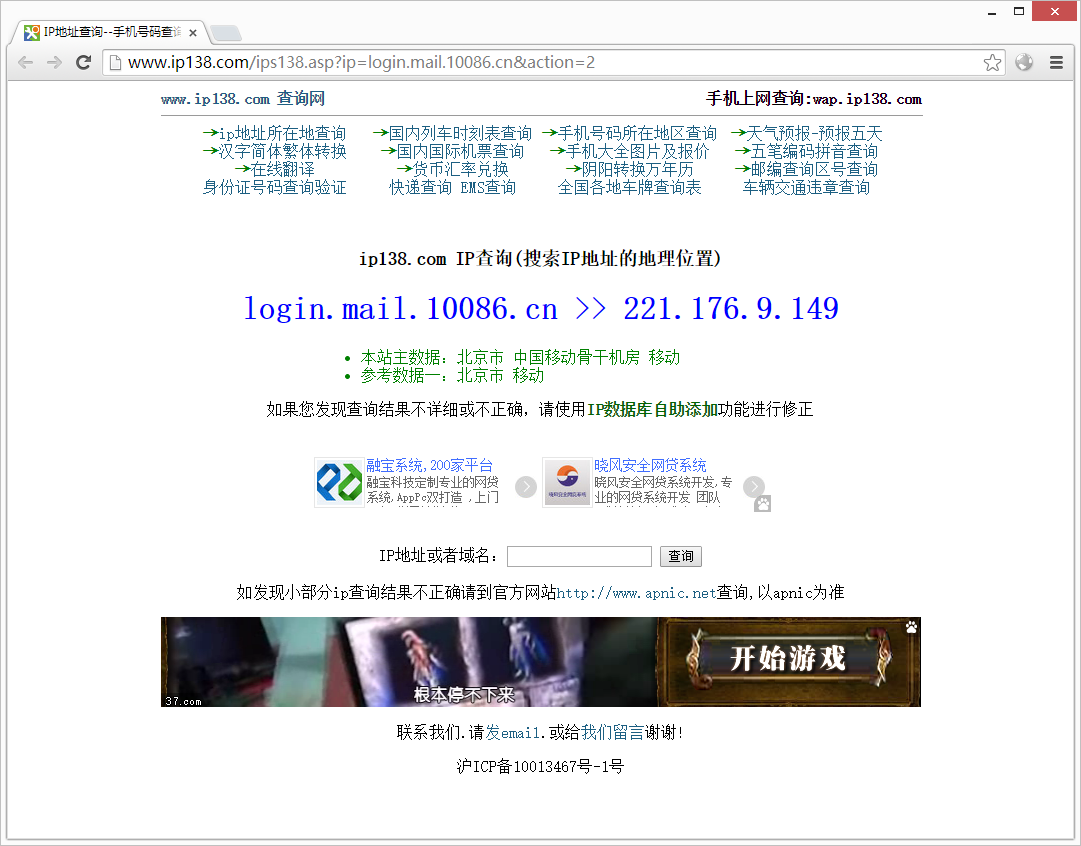 IP地址查询--手机号码查询
www.ip138.com/ips138.asp?ip=login.mail.10086.cn&action=2
www.ip138.com 查询网 手机上网查询:wap.ip138.com
→ip地址所在地查询 →国内列车时刻表查询 →手机号码所在地区查询 →天气预报-预报五天
→汉字简体繁体转换 →国内国际机票查询 →手机大全图片及报价 →五笔编码拼音查询
→在线翻译 →货币汇率兑换 →阴阳转换万年历 →邮编查询区号查询
身份证号码查询验证 快递查询 EMS查询 全国各地车牌查询表 车辆交通违章查询
ip138.com IP查询(搜索IP地址的地理位置)
login.mail.10086.cn >> 221.176.9.149
• 本站主数据：北京市 中国移动骨干机房 移动
• 参考数据一：北京市 移动
如果您发现查询结果不详细或不正确，请使用IP数据库自助添加功能进行修正
融宝系统,200家平台
融宝科技定制专业的网贷
系统,AppPc双打造 ,上门
晓风安全网贷系统
晓风安全网贷系统
晓风安全网贷系统开发,专
业的网贷系统开发 团队
IP地址或者域名： 查询
如发现小部分ip查询结果不正确请到官方网站http://www.apnic.net查询,以apnic为准
根本停不下来
开始游戏
37.com
联系我们.请发email.或给我们留言谢谢!
沪ICP备10013467号-1号